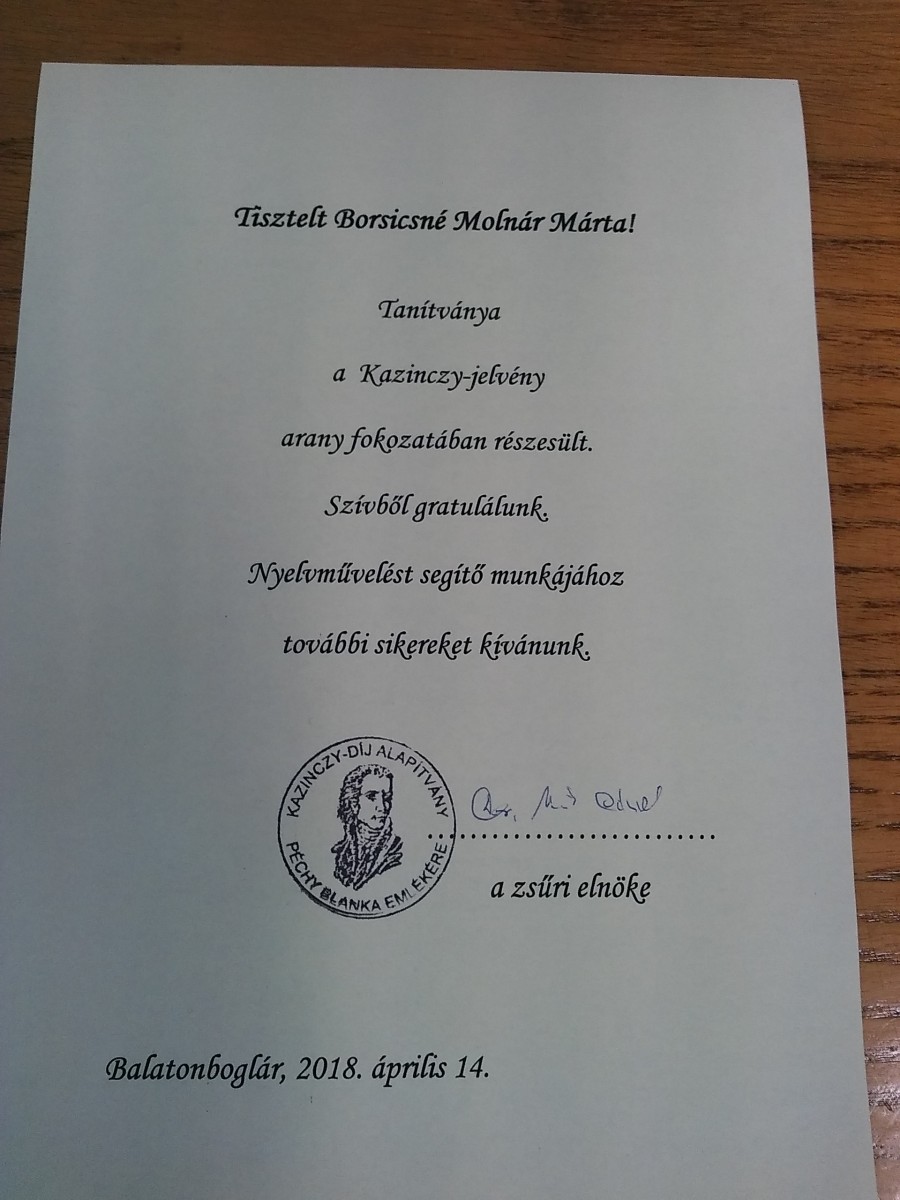 Tisztelt Borsicsné Molnár Márta!
Tanítványa
a Kazinczy-jelvény
arany fokozatában részesült.
Szívből gratulálunk.
Nyelvművelést segítő munkájához
további sikereket kívánunk.
KAZINCZY-DÍJ ALAPÍTVÁNY
PÉCHY BLANKA EMLÉKÉRE
a zsűri elnöke
Balatonboglár, 2018. április 14.